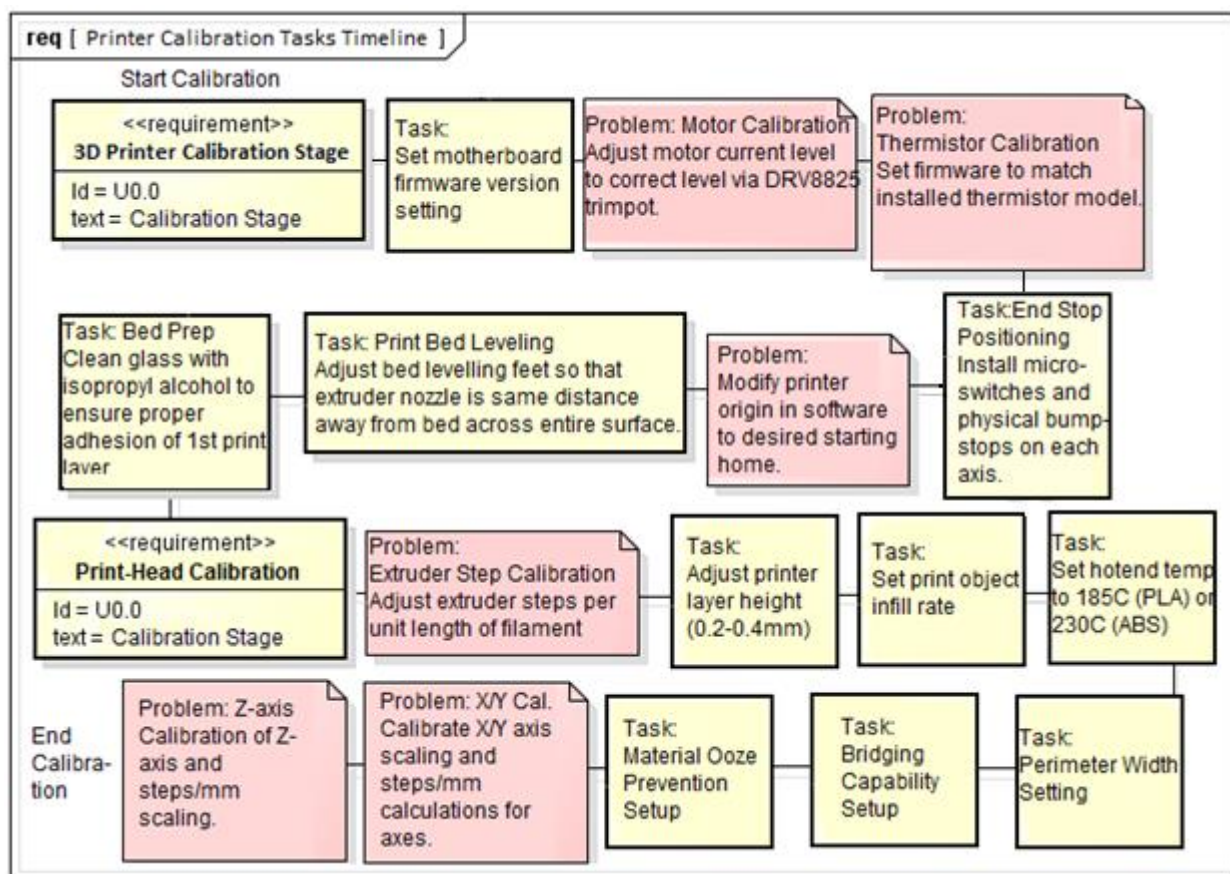 req [ Printer Calibration Tasks Timeline ]
Start Calibration
<<requirement>>
3D Printer Calibration Stage
Id = U0.0
text = Calibration Stage
Task:
Set motherboard
firmware version
setting
Problem: Motor Calibration
Adjust motor current level
to correct level via DRV8825
trimpot.
Problem:
Thermistor Calibration
Set firmware to match
installed thermistor model.
Task:End Stop
Positioning
Install micro-
switches and
physical bump-
stops on each
axis.
Problem:
Modify printer
origin in software
to desired starting
home.
Task: Print Bed Leveling
Adjust bed levelling feet so that
extruder nozzle is same distance
away from bed across entire surface.
Task: Bed Prep
Clean glass with
isopropyl alcohol to
ensure proper
adhesion of 1st print
layer
<<requirement>>
Print-Head Calibration
Id = U0.0
text = Calibration Stage
Problem:
Extruder Step Calibration
Adjust extruder steps per
unit length of filament
Task:
Adjust printer
layer height
(0.2-0.4mm)
Task:
Set print object
infill rate
Task:
Set hotend temp
to 185C (PLA) or
230C (ABS)
Task:
Perimeter Width
Setting
Task:
Bridging
Capability
Setup
Task:
Material Ooze
Prevention
Setup
Problem: X/Y Cal.
Calibrate X/Y axis
scaling and
steps/mm
calculations for
axes.
Problem: Z-axis
Calibration of Z-
axis and
steps/mm
scaling.
End
Calibra-
tion